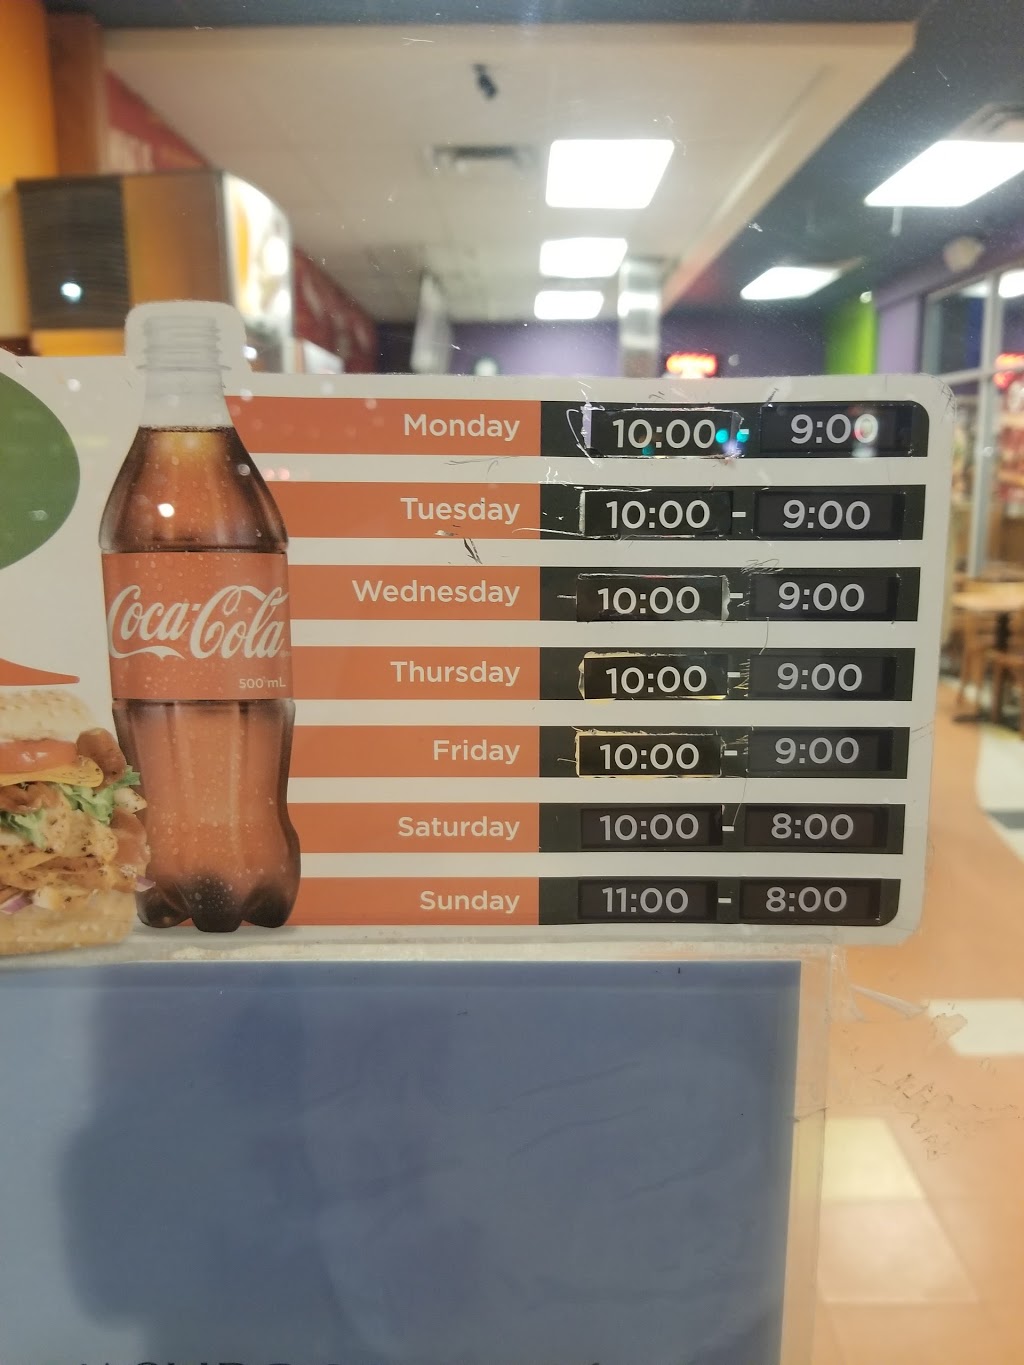 Monday 10:00 - 9:00
Tuesday 10:00 - 9:00
Wednesday 10:00 - 9:00
Thursday 10:00 - 9:00
Friday 10:00 - 9:00
Saturday 10:00 - 8:00
Sunday 11:00 - 8:00
Coca-Cola
500 mL